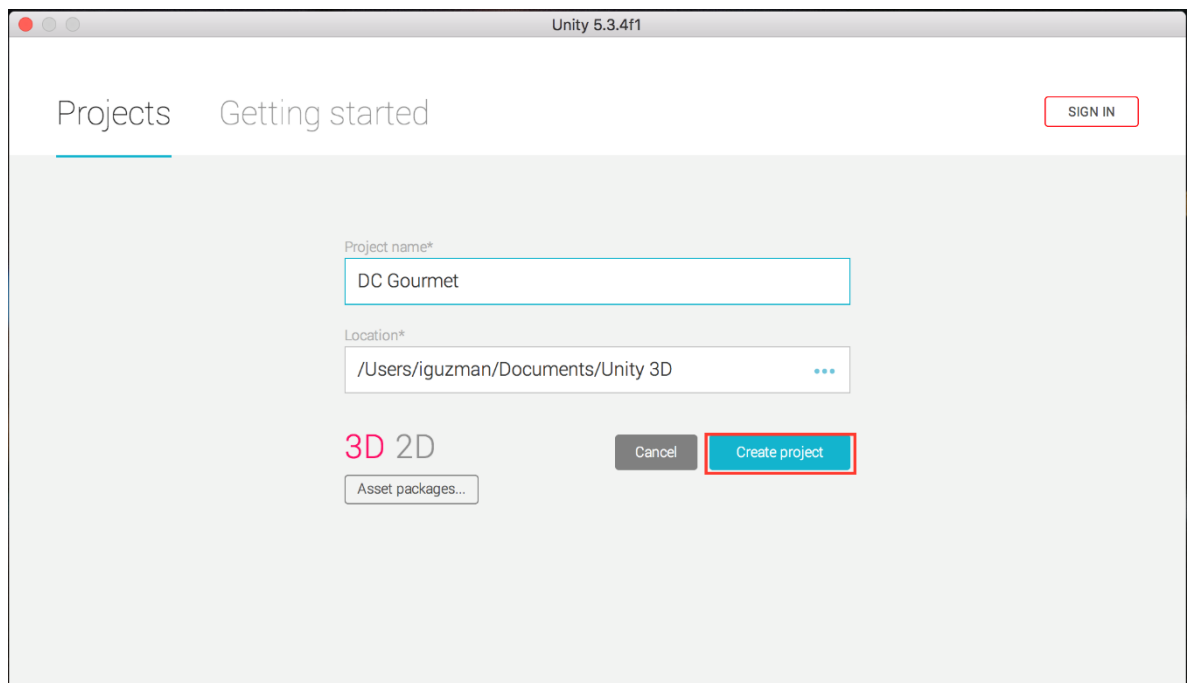 Unity 5.3.4f1
Projects Getting started SIGN IN
Project name*
DC Gourmet
Location*
/Users/iguzman/Documents/Unity 3D
3D 2D Cancel Create project
Asset packages...